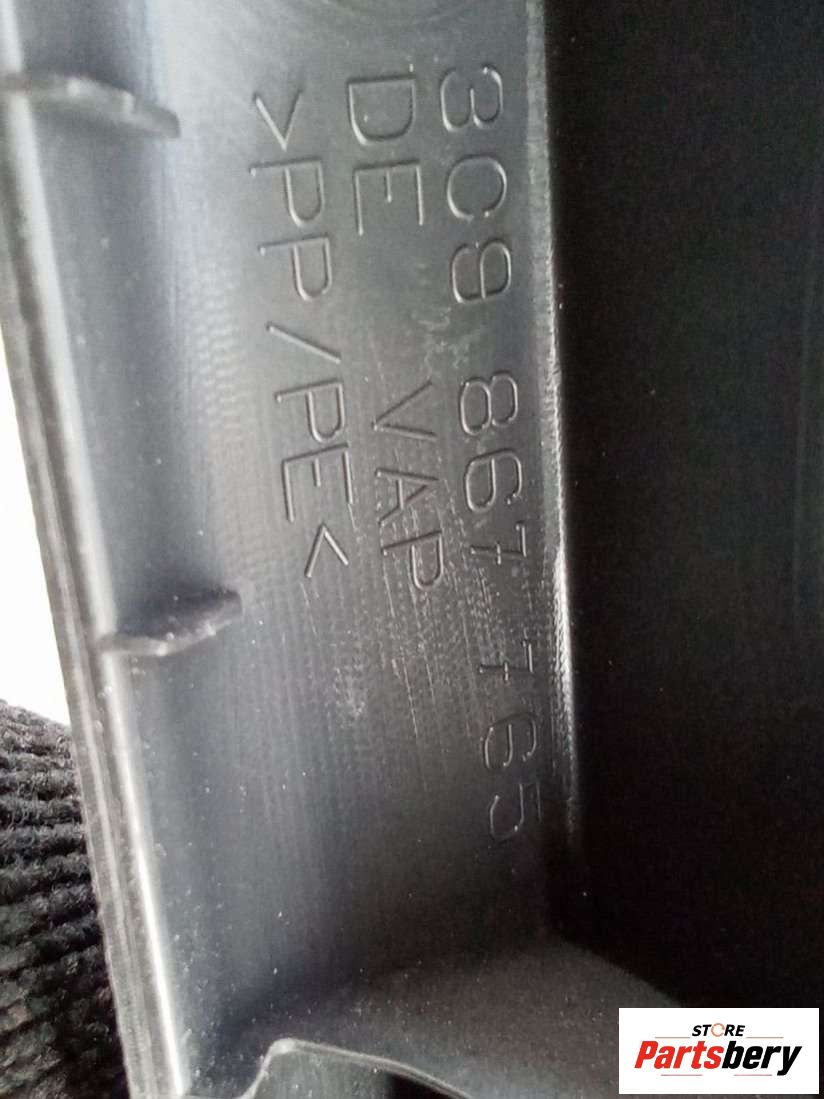 3C9 867 765
DE VAP
>PP/PE<
STORE
Partsbery